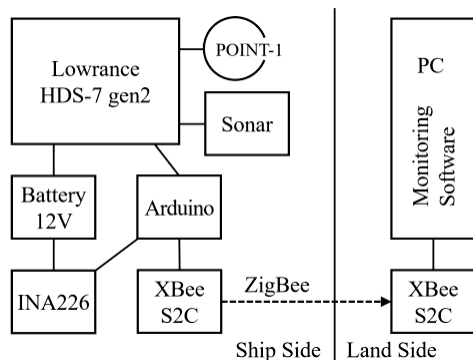 Lowrance
HDS-7 gen2
POINT-1
Sonar
Battery
12V
Arduino
INA226
XBee
S2C
ZigBee
Ship Side
PC
Monitoring
Software
XBee
S2C
Land Side